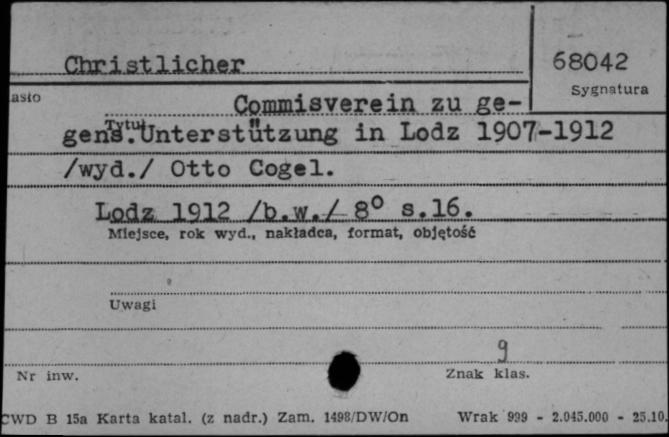 Christlicher
68042
asło
Sygnatura
Commisverein zu ge-
Tytuł
gens.Unterstützung in Lodz 1907-1912
/wyd./ Otto Cogel.
Lodz 1912 /b.w./ 8° s.16.
Miejsce, rok wyd., nakładca, format, objętość
Uwagi
9
Nr inw.
Znak klas.
CWD B 15a Karta katal. (z nadr.) Zam. 1498/DW/On Wrak 999 - 2.045.000 - 25.10.